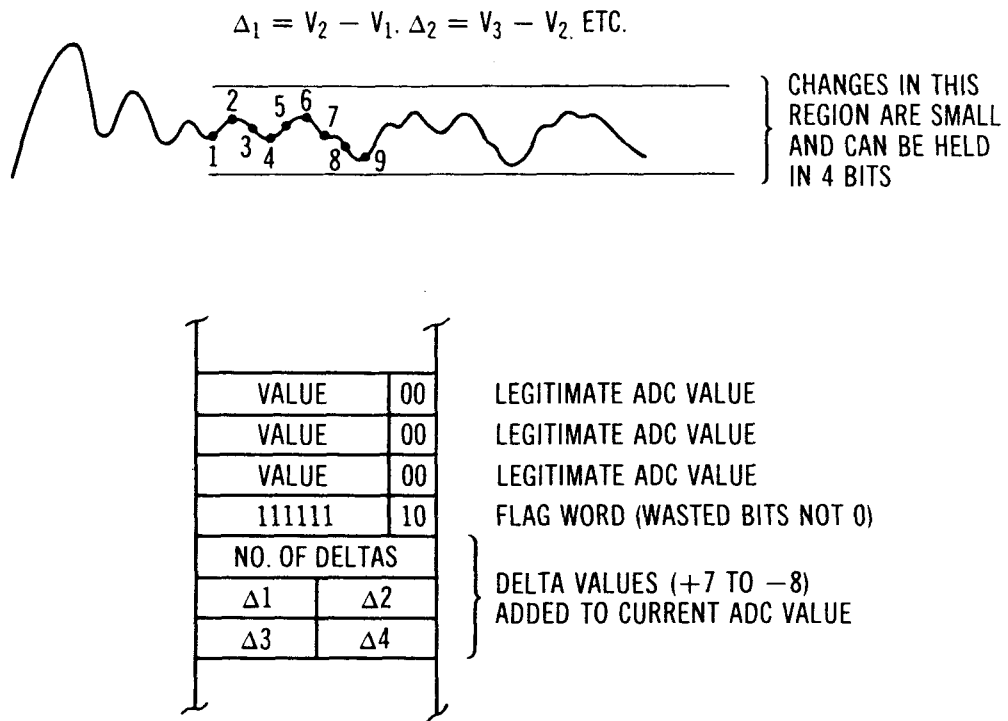 Δ₁ = V₂ − V₁. Δ₂ = V₃ − V₂. ETC.
CHANGES IN THIS
REGION ARE SMALL
AND CAN BE HELD
IN 4 BITS
1
2
3
4
5
6
7
8
9
VALUE 00 LEGITIMATE ADC VALUE
VALUE 00 LEGITIMATE ADC VALUE
VALUE 00 LEGITIMATE ADC VALUE
111111 10 FLAG WORD (WASTED BITS NOT 0)
NO. OF DELTAS
Δ1 Δ2
Δ3 Δ4
DELTA VALUES (+7 TO −8)
ADDED TO CURRENT ADC VALUE